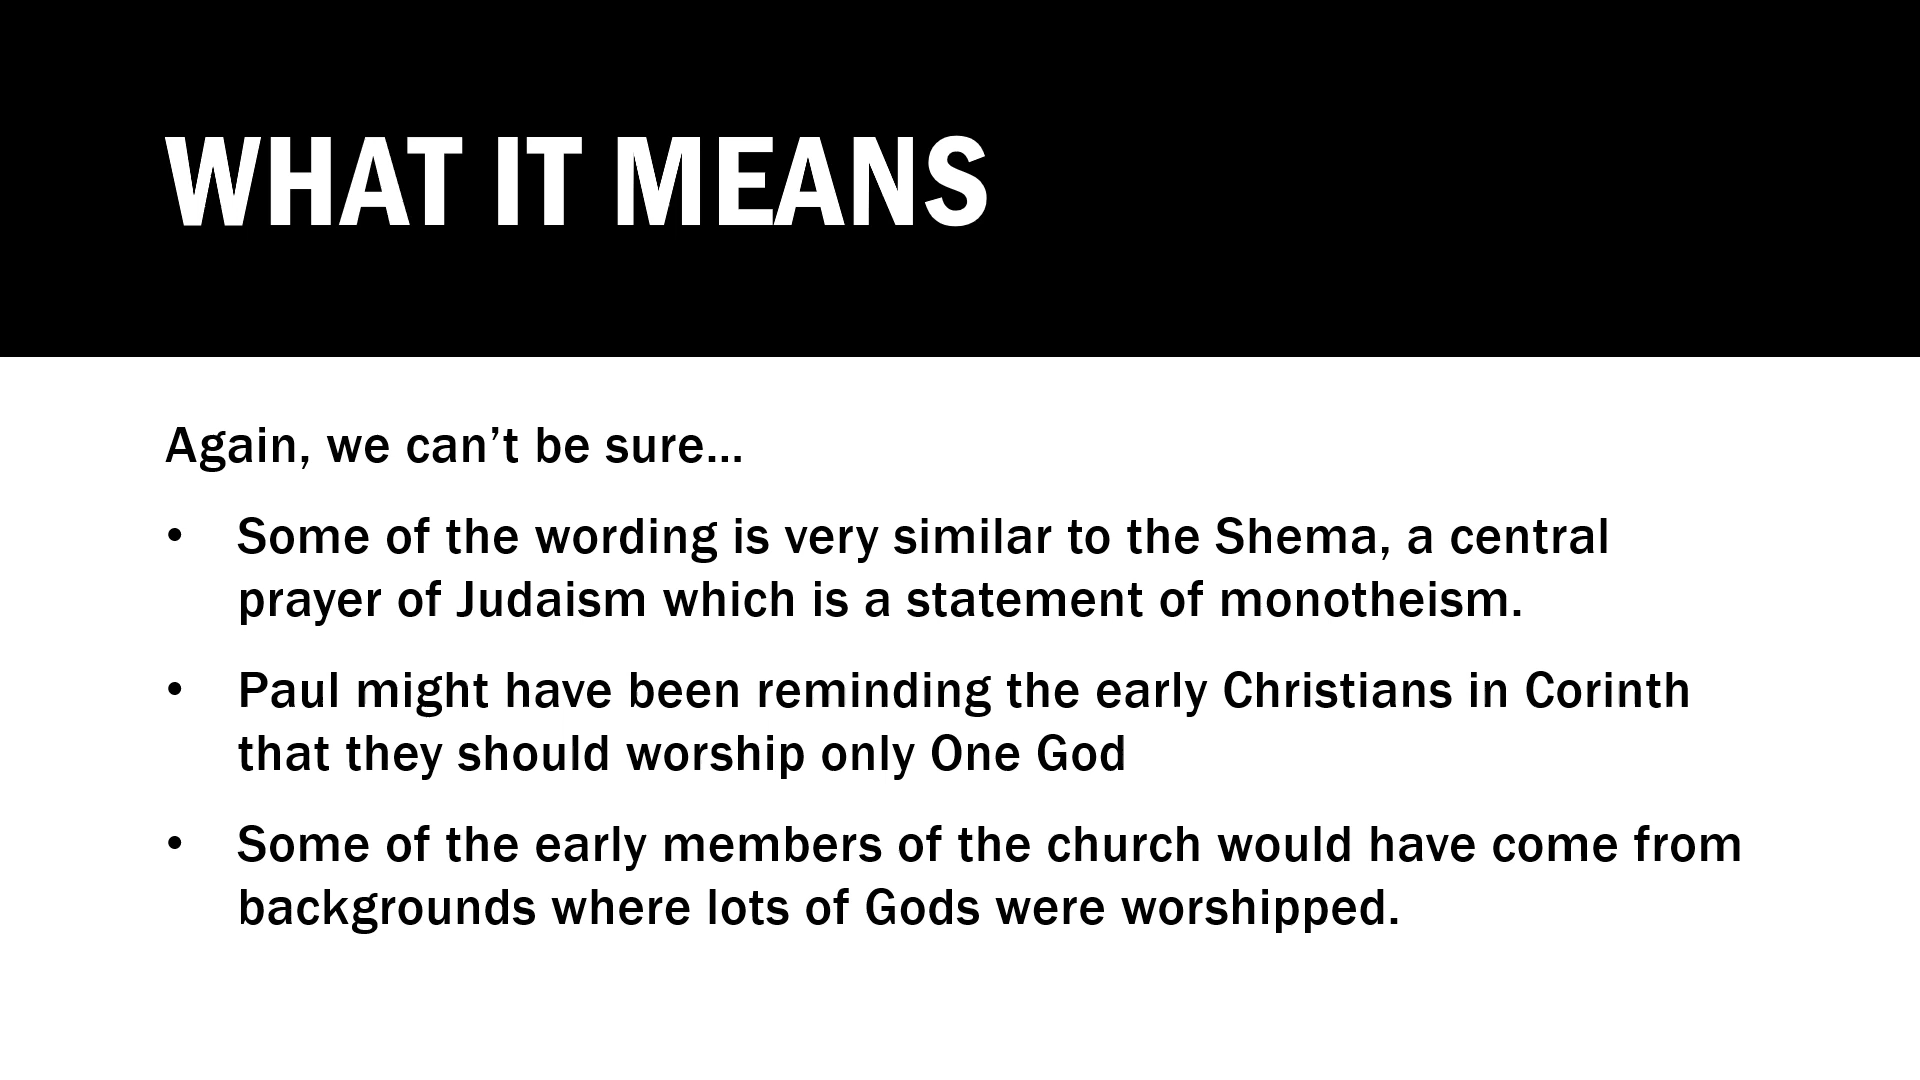 WHAT IT MEANS
Again, we can’t be sure…
• Some of the wording is very similar to the Shema, a central
prayer of Judaism which is a statement of monotheism.
• Paul might have been reminding the early Christians in Corinth
that they should worship only One God
• Some of the early members of the church would have come from
backgrounds where lots of Gods were worshipped.